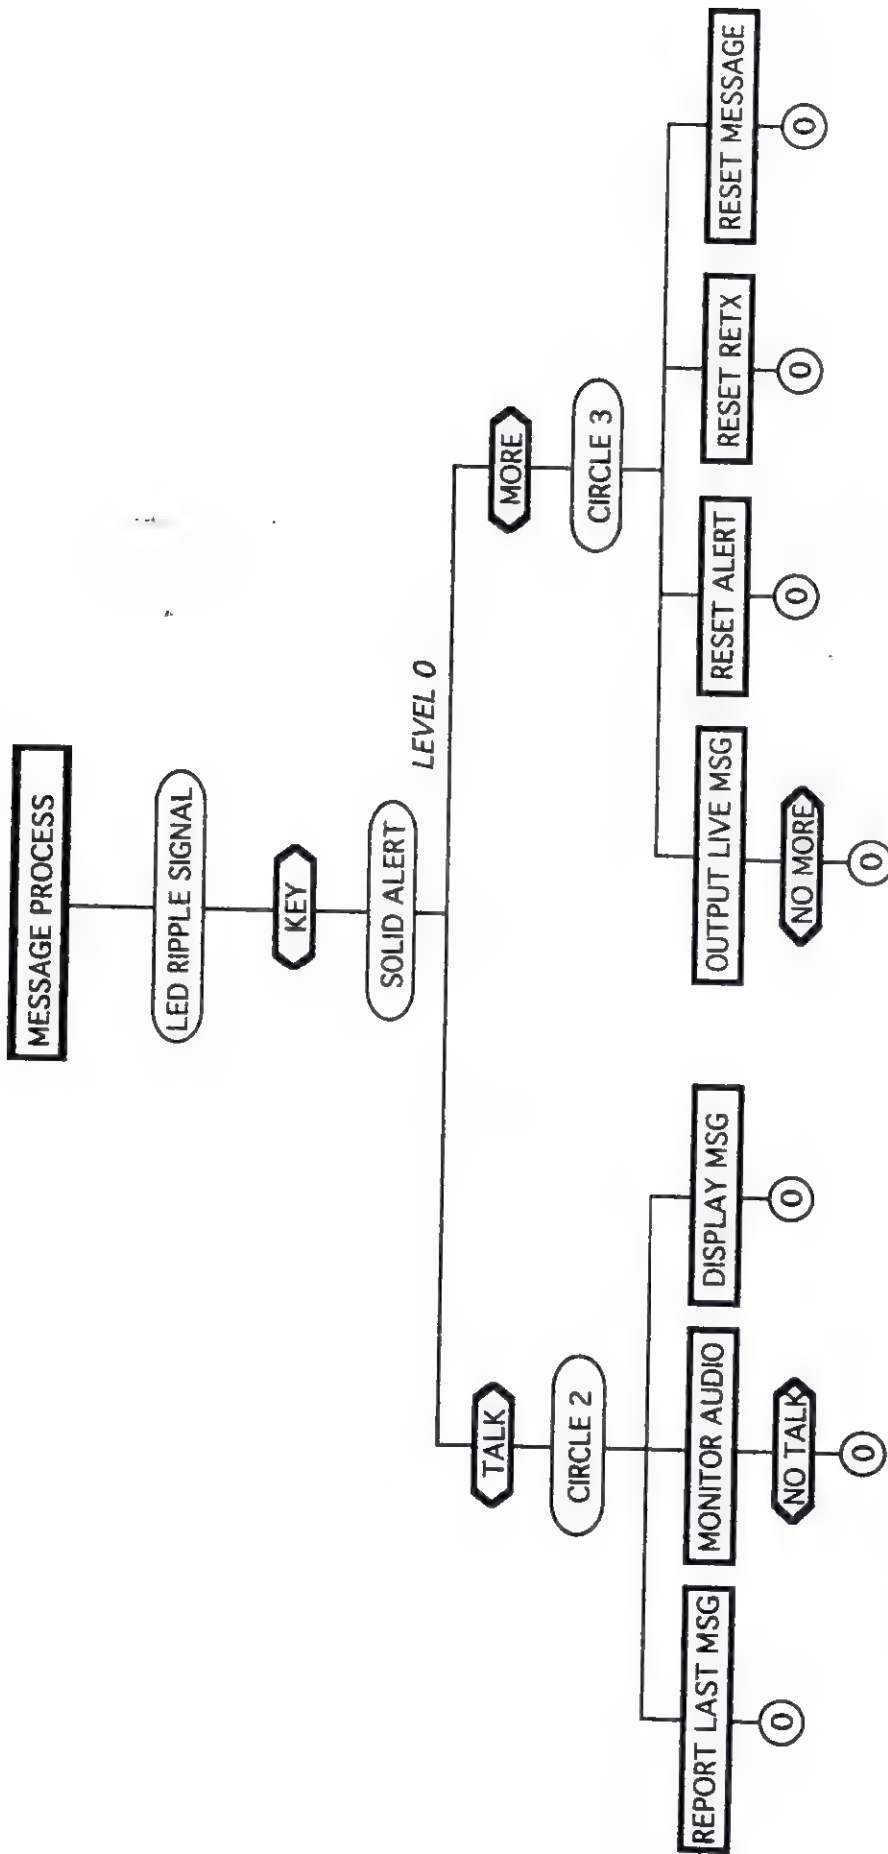 MESSAGE PROCESS
LED RIPPLE SIGNAL
KEY
SOLID ALERT
LEVEL 0
TALK
MORE
CIRCLE 2
CIRCLE 3
REPORT LAST MSG
MONITOR AUDIO
DISPLAY MSG
OUTPUT LIVE MSG
RESET ALERT
RESET RETX
RESET MESSAGE
0
NO TALK
0
0
NO MORE
0
0
0
0